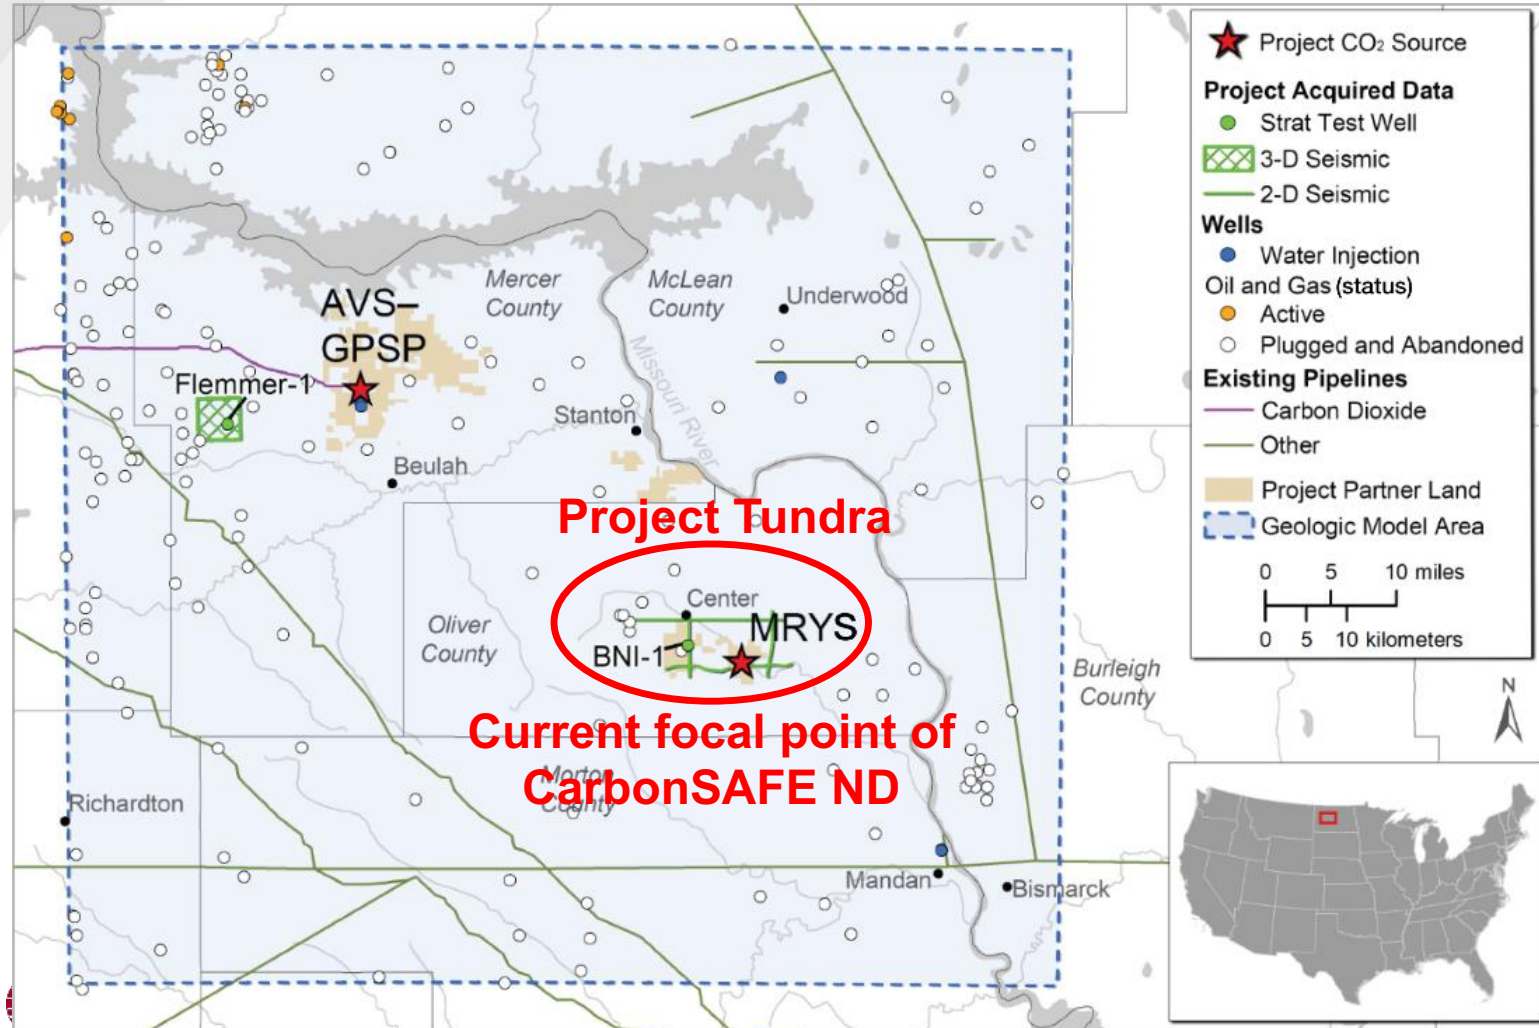 Project CO₂ Source
Project Acquired Data
Strat Test Well
3-D Seismic
2-D Seismic
Wells
Water Injection
Oil and Gas (status)
Active
Plugged and Abandoned
Existing Pipelines
Carbon Dioxide
Other
Project Partner Land
Geologic Model Area
0 5 10 miles
0 5 10 kilometers
N
Mercer
County
McLean
County
AVS–
GPSP
Underwood
Missouri River
Flemmer-1
Stanton
Beulah
Project Tundra
Center
MRYS
Oliver
County
BNI-1
Burleigh
County
Current focal point of
CarbonSAFE ND
Morton
County
Richardton
Mandan
Bismarck